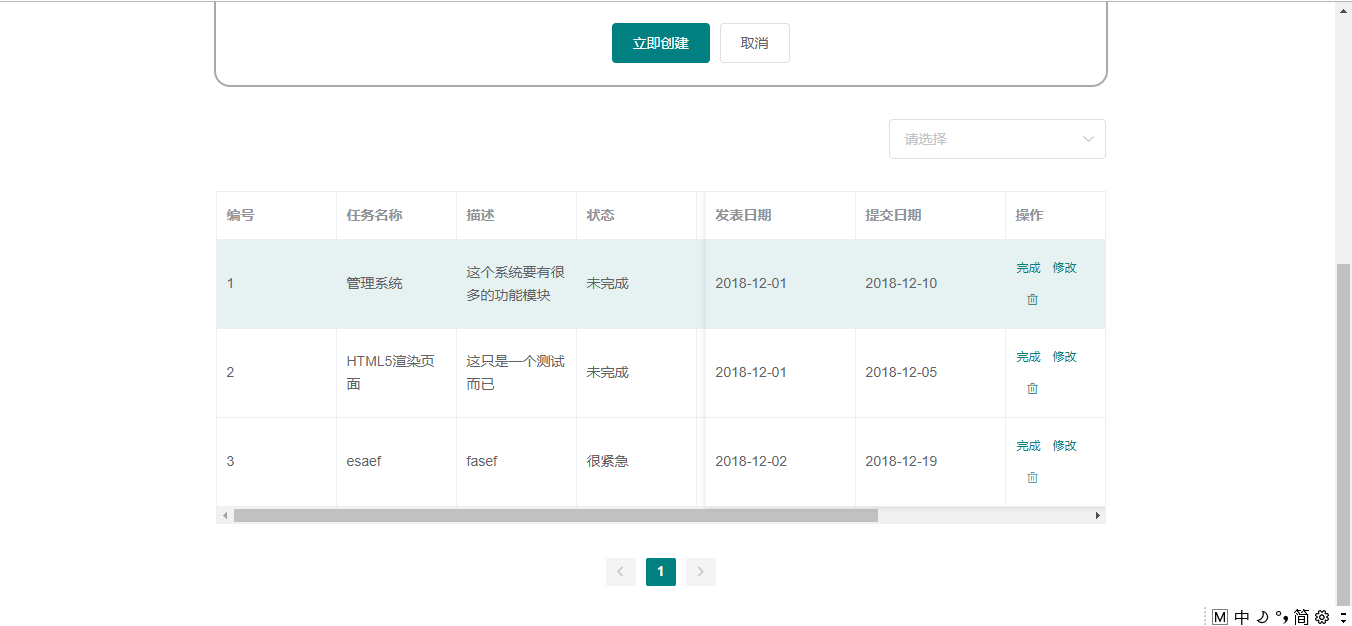 立即创建 取消
请选择
编号 任务名称 描述 状态 发表日期 提交日期 操作
1 管理系统 这个系统要有很 未完成 2018-12-01 2018-12-10 完成 修改
多的功能模块
2 HTML5渲染页 这只是一个测试 未完成 2018-12-01 2018-12-05 完成 修改
面 而已
3 esaef fasef 很紧急 2018-12-02 2018-12-19 完成 修改
1
M 中 简